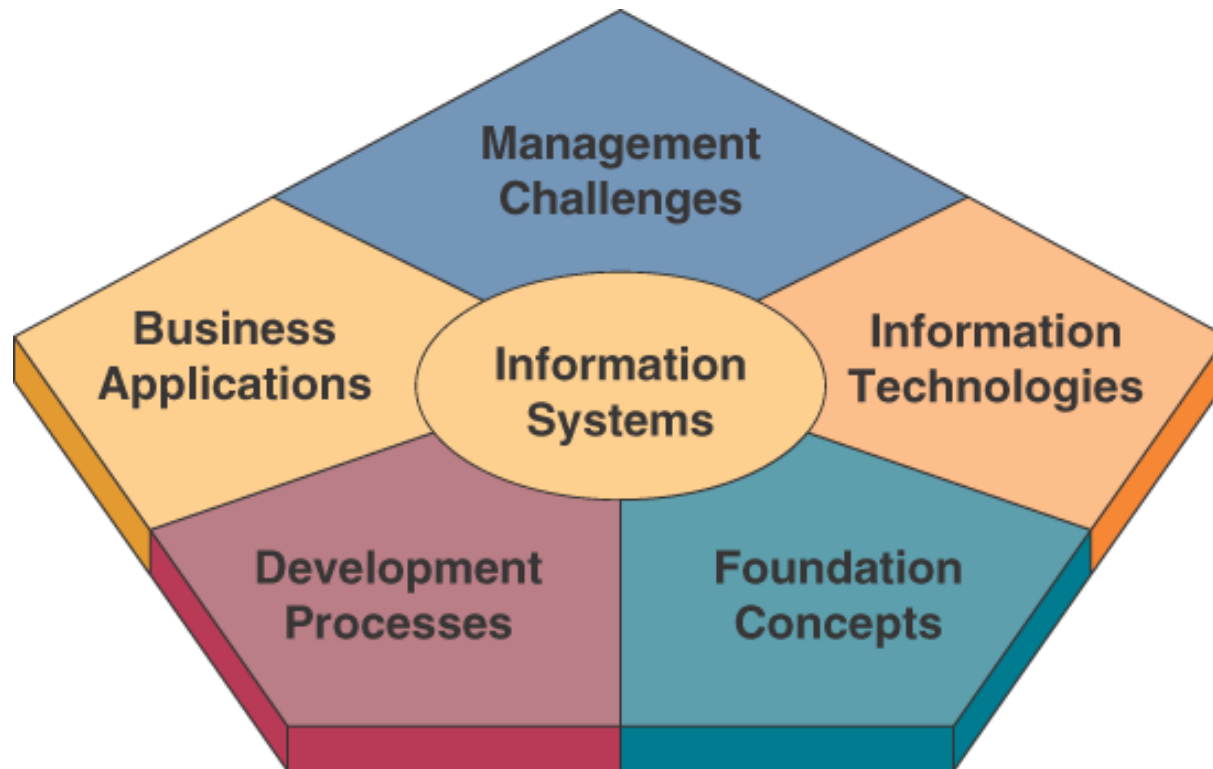 Management
Challenges
Business
Applications
Information
Systems
Information
Technologies
Development
Processes
Foundation
Concepts